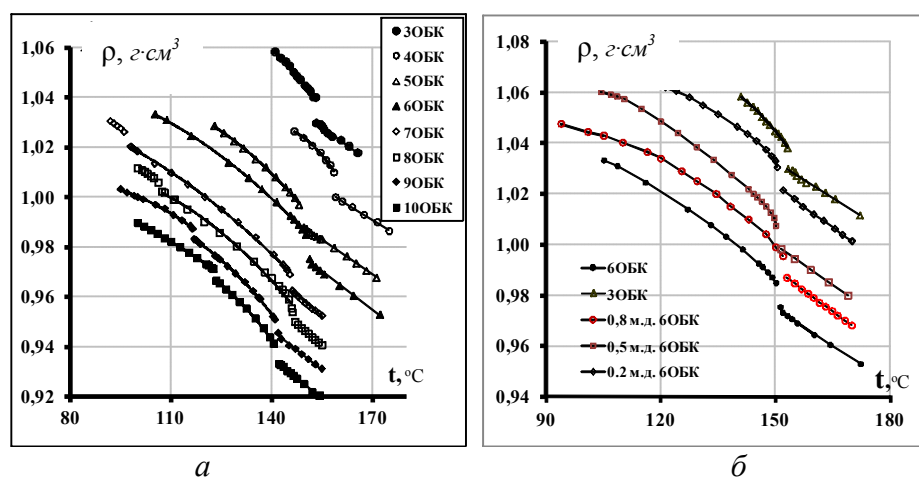 ρ, г·см³
1,06
1,04
1,02
1,00
0,98
0,96
0,94
0,92
80
110
140
170
t,°C
3ОБК
4ОБК
5ОБК
6ОБК
7ОБК
8ОБК
9ОБК
10ОБК
а
ρ, г·см³
1,08
1,06
1,04
1,02
1,00
0,98
0,96
0,94
90
120
150
180
t,°C
6ОБК
3ОБК
0,8 м.д. 6ОБК
0,5 м.д. 6ОБК
0.2 м.д. 6ОБК
б